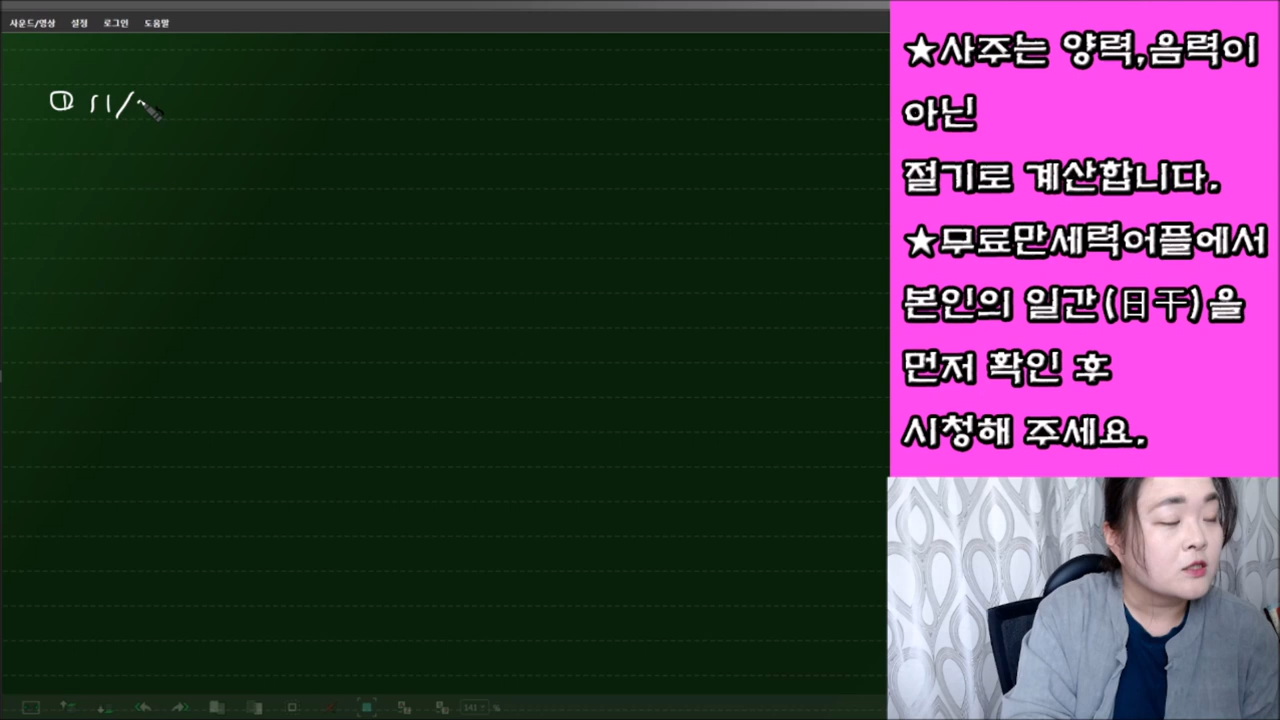 사운드/영상 설정 로그인 도움말
① 11/
★사주는 양력,음력이
아닌
절기로 계산합니다.
★무료만세력어플에서
본인의 일간(日干)을
먼저 확인 후
시청해 주세요.
143 %